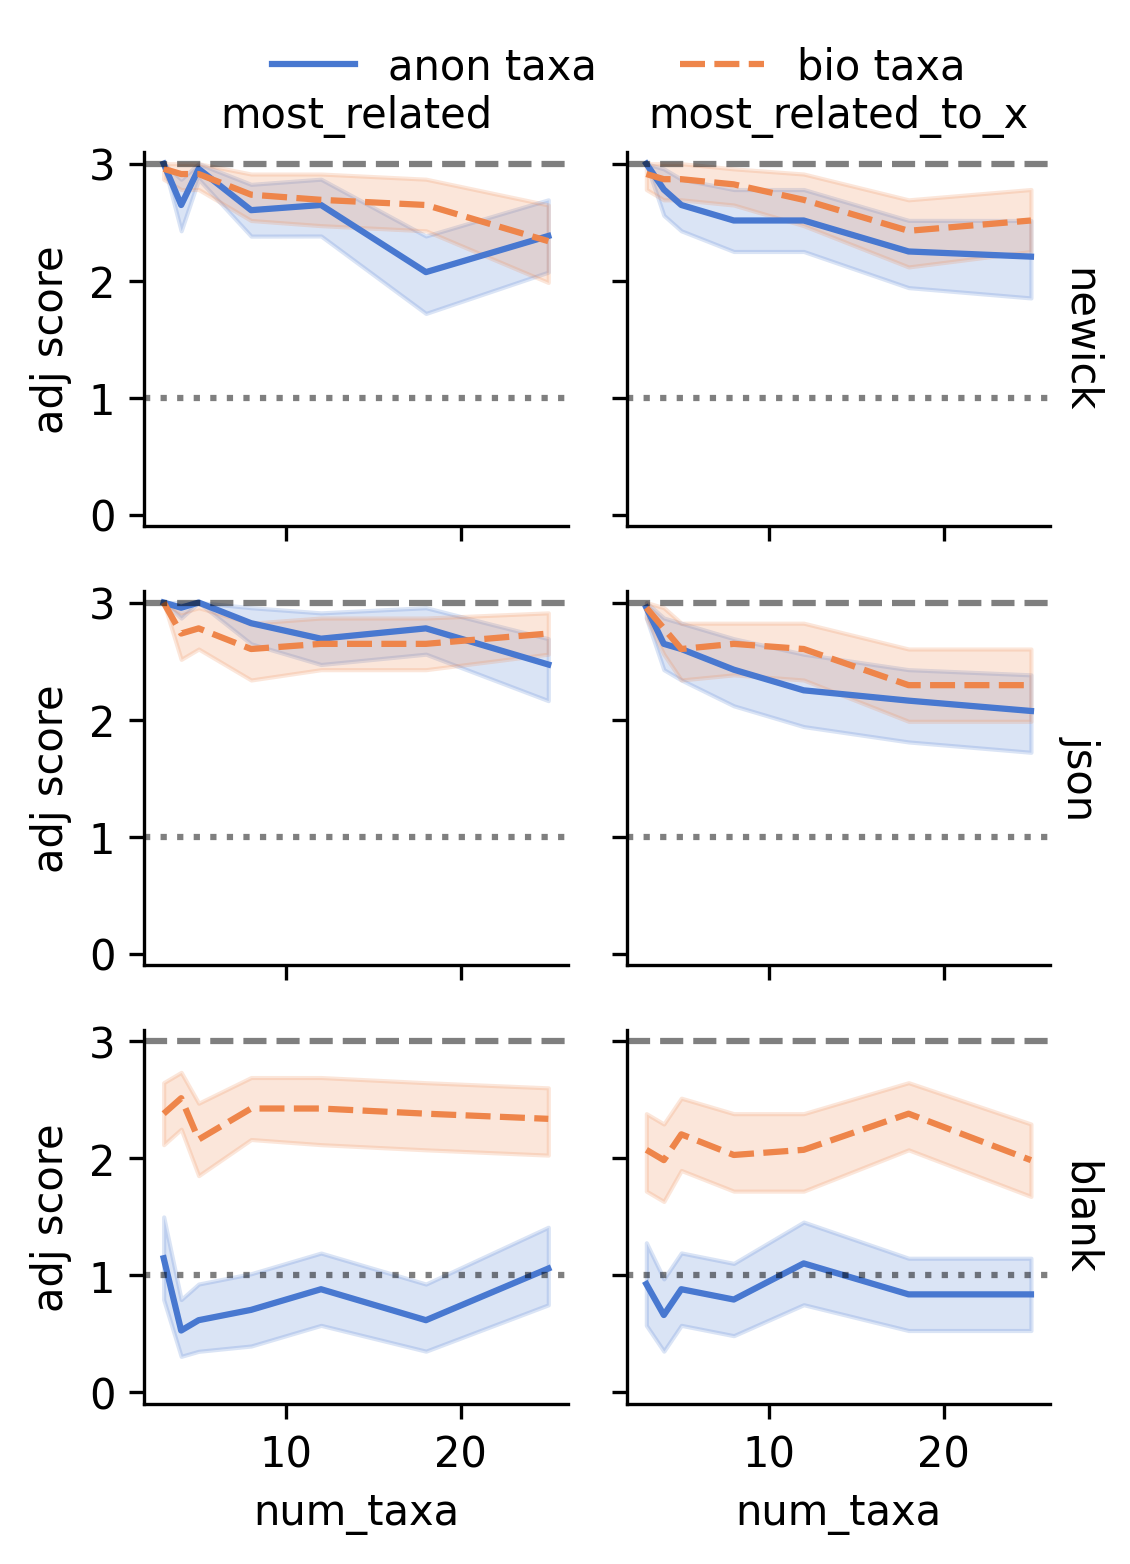 anon taxa bio taxa
most_related most_related_to_x
3
2
1
0
adj score
newick
3
2
1
0
adj score
json
3
2
1
0
adj score
blank
10 20 10 20
num_taxa num_taxa